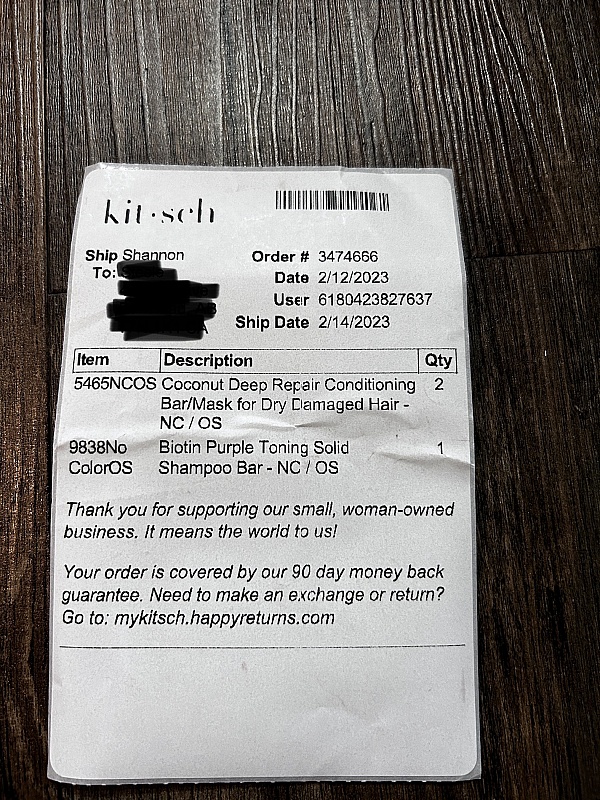 kit·sch
Ship Shannon
To:
Order # 3474666
Date 2/12/2023
User 6180423827637
Ship Date 2/14/2023
Item Description Qty
5465NCOS Coconut Deep Repair Conditioning 2
Bar/Mask for Dry Damaged Hair -
NC / OS
9838No Biotin Purple Toning Solid 1
ColorOS Shampoo Bar - NC / OS
Thank you for supporting our small, woman-owned
business. It means the world to us!
Your order is covered by our 90 day money back
guarantee. Need to make an exchange or return?
Go to: mykitsch.happyreturns.com